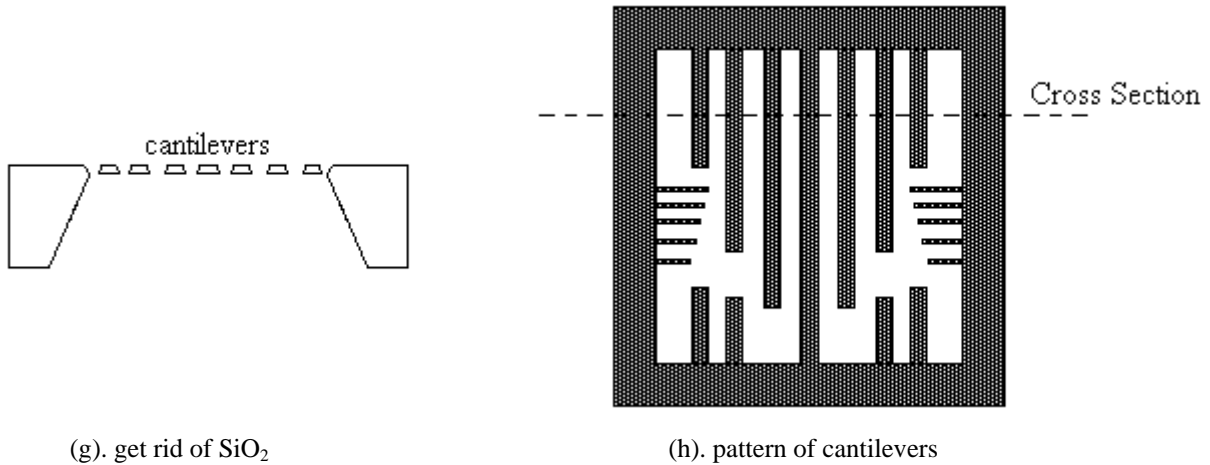 cantilevers
Cross Section
(g). get rid of SiO₂
(h). pattern of cantilevers